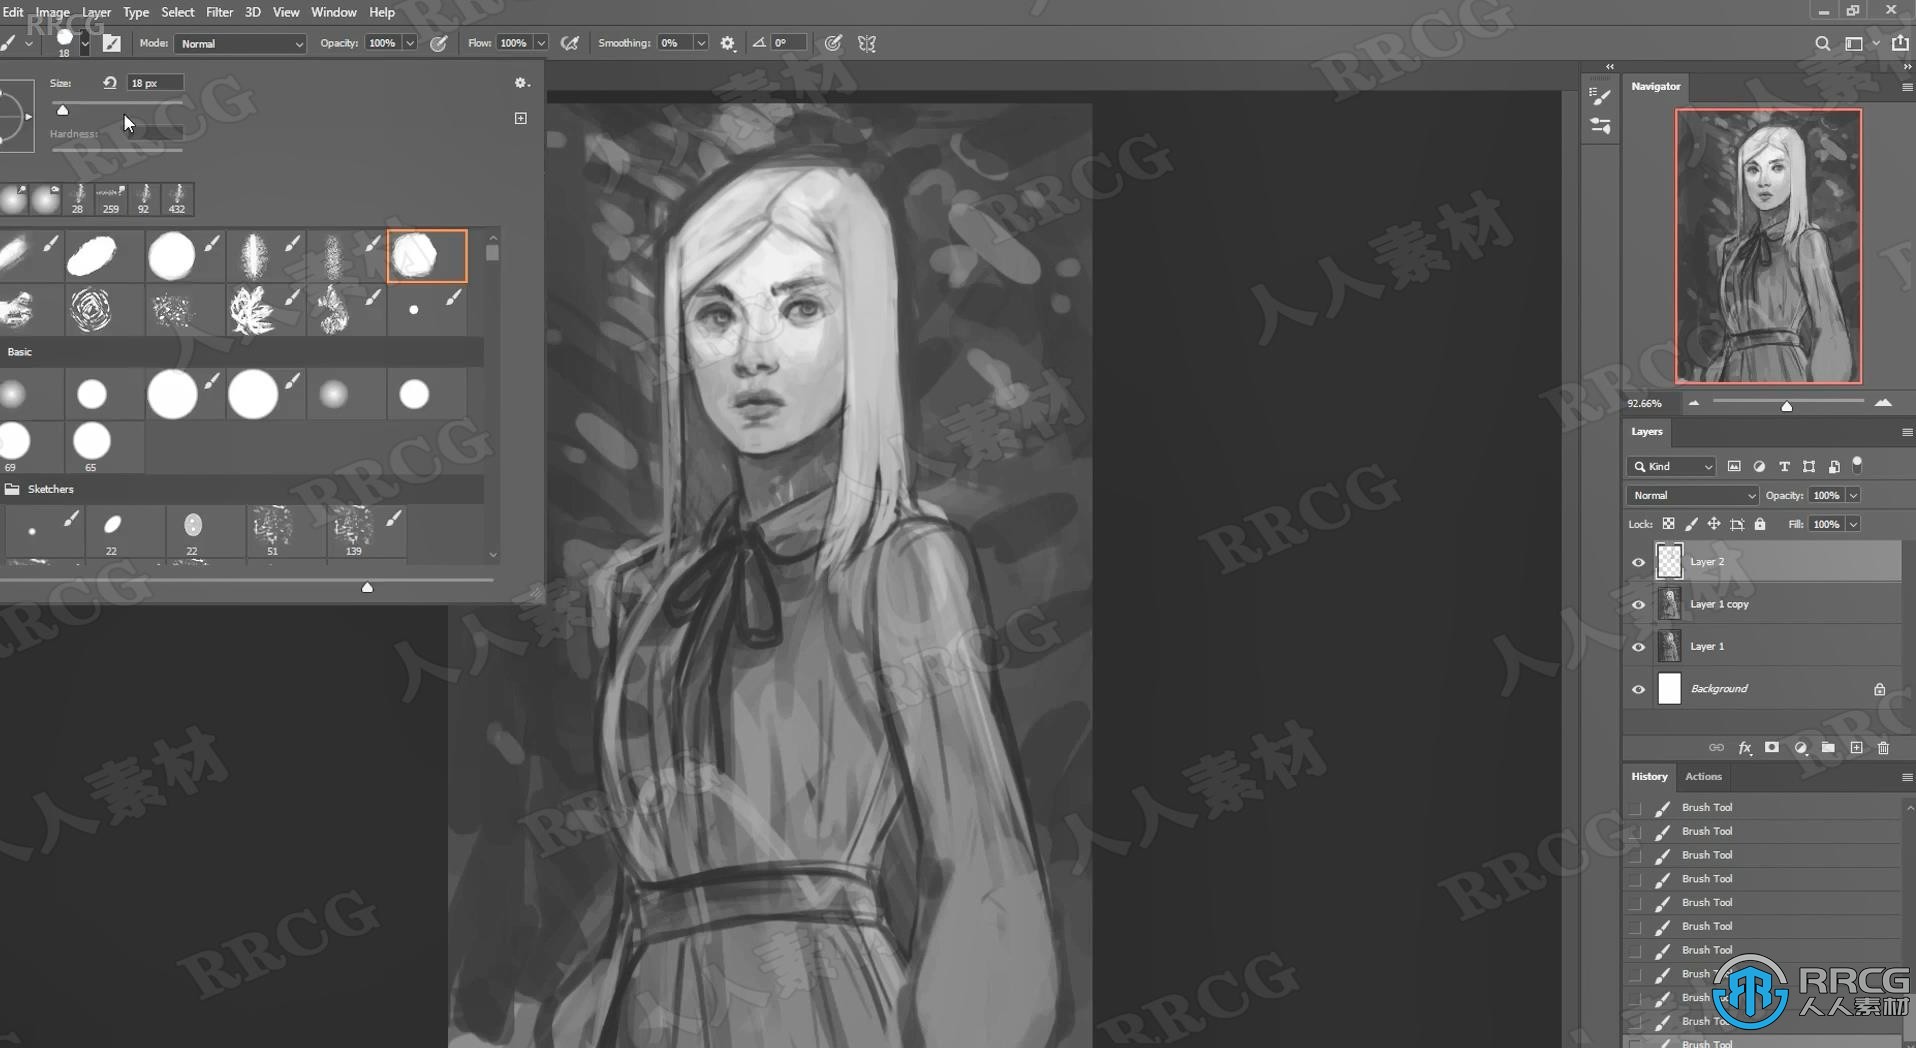 Edit Image Layer Type Select Filter 3D View Window Help
RRCG
18 Mode: Normal Opacity: 100% Flow: 100% Smoothing: 0% 0°
Size: 18 px
Hardness:
28 259 92 432
Basic
69 65
Sketchers
22 22 51 139
Navigator
92.66%
Layers
Kind
Normal Opacity: 100%
Lock: Fill: 100%
Layer 2
Layer 1 copy
Layer 1
Background
fx
History Actions
Brush Tool
Brush Tool
Brush Tool
Brush Tool
Brush Tool
Brush Tool
Brush Tool
Brush
Brush
Brush
Brush Tool
RRCG
人人素材